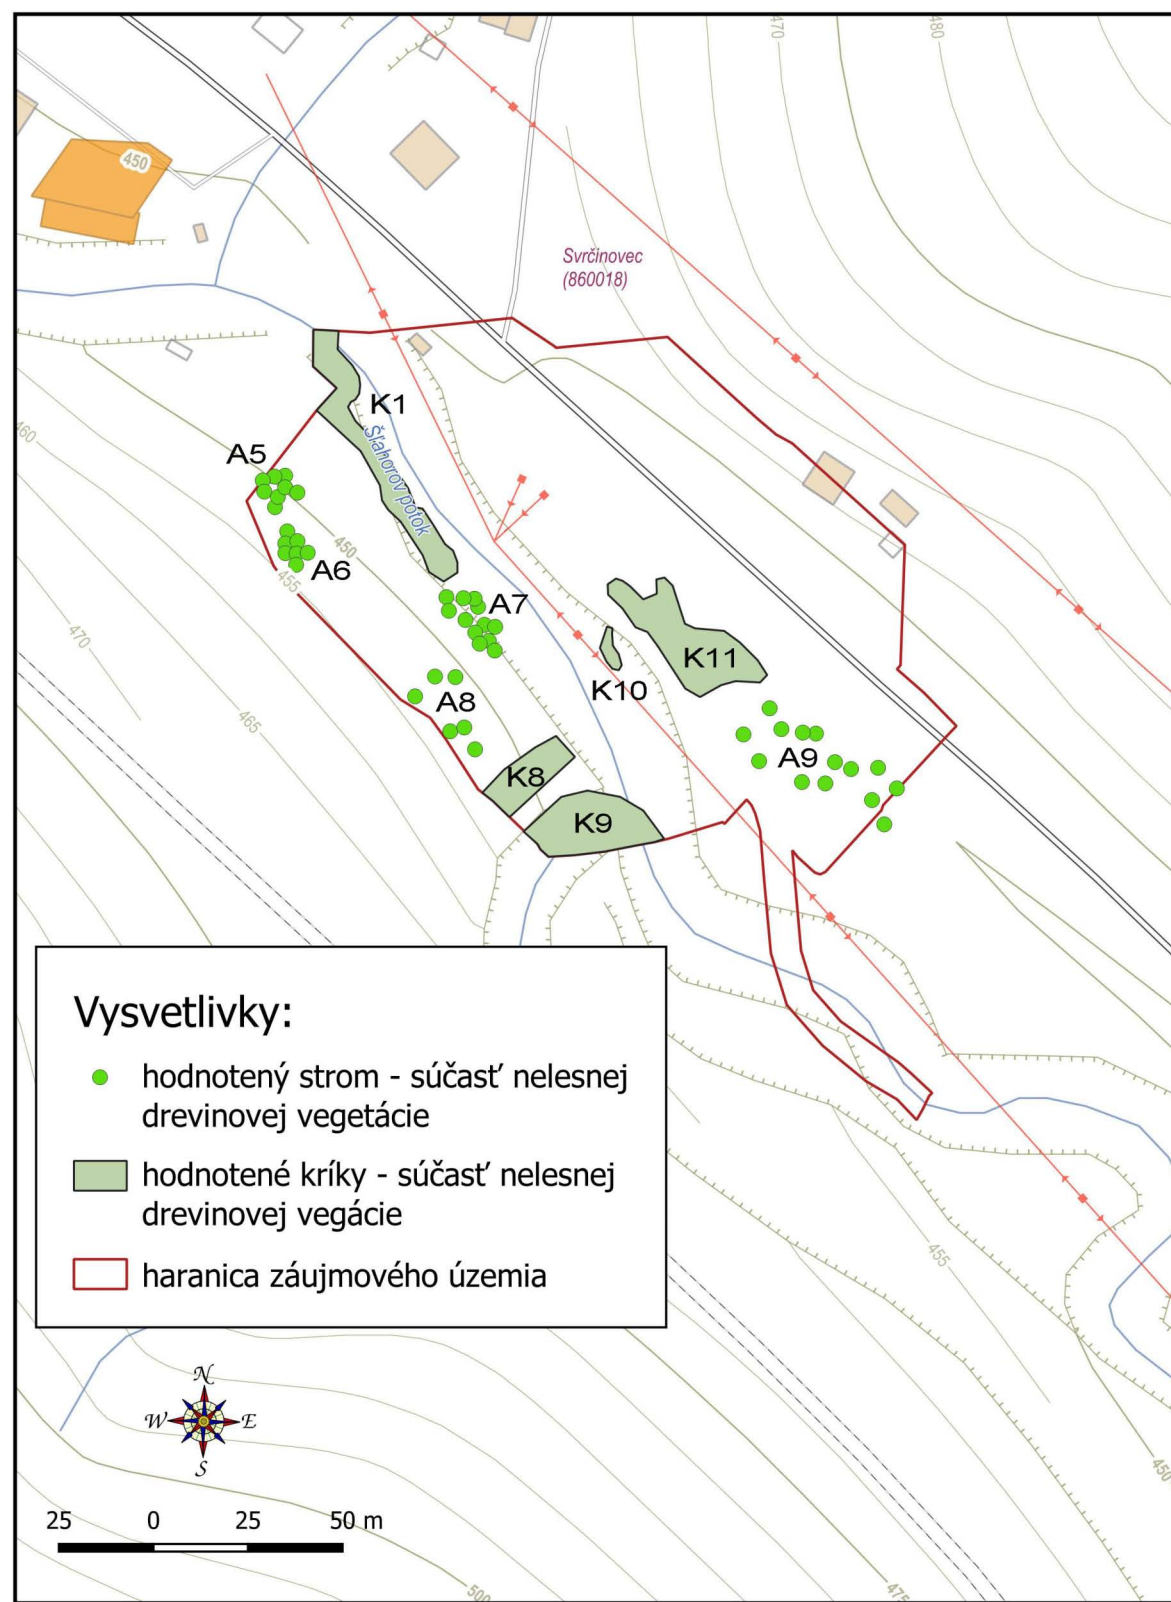 470
480
450
Svrčinovec
(860018)
K1
460
A5
Šľahorov potok
450
A6
455
A7
470
K11
K10
A8
465
A9
K8
K9
Vysvetlivky:
hodnotený strom - súčasť nelesnej
drevinovej vegetácie
hodnotené kríky - súčasť nelesnej
drevinovej vegácie
haranica záujmového územia
455
N
W E
S
450
25 0 25 50 m
500
475